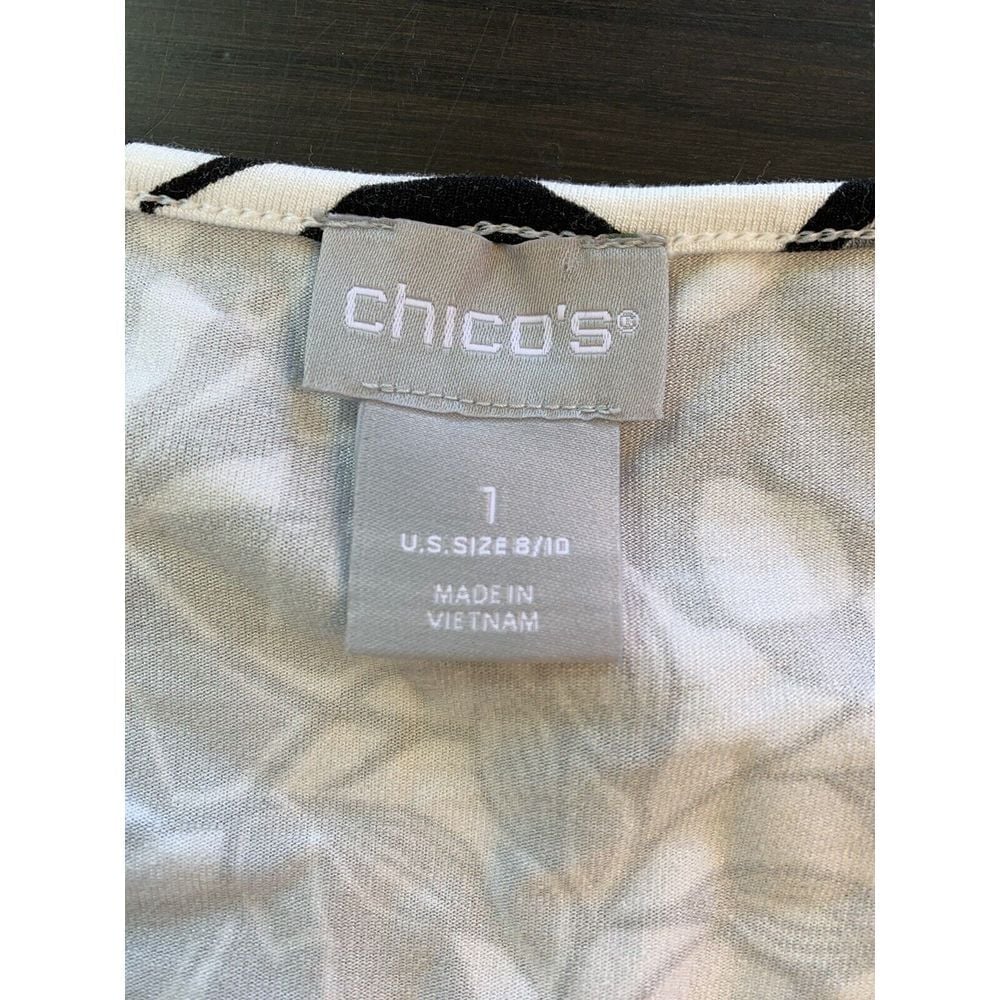 chico's®
1
U.S. SIZE 8/10
MADE IN
VIETNAM